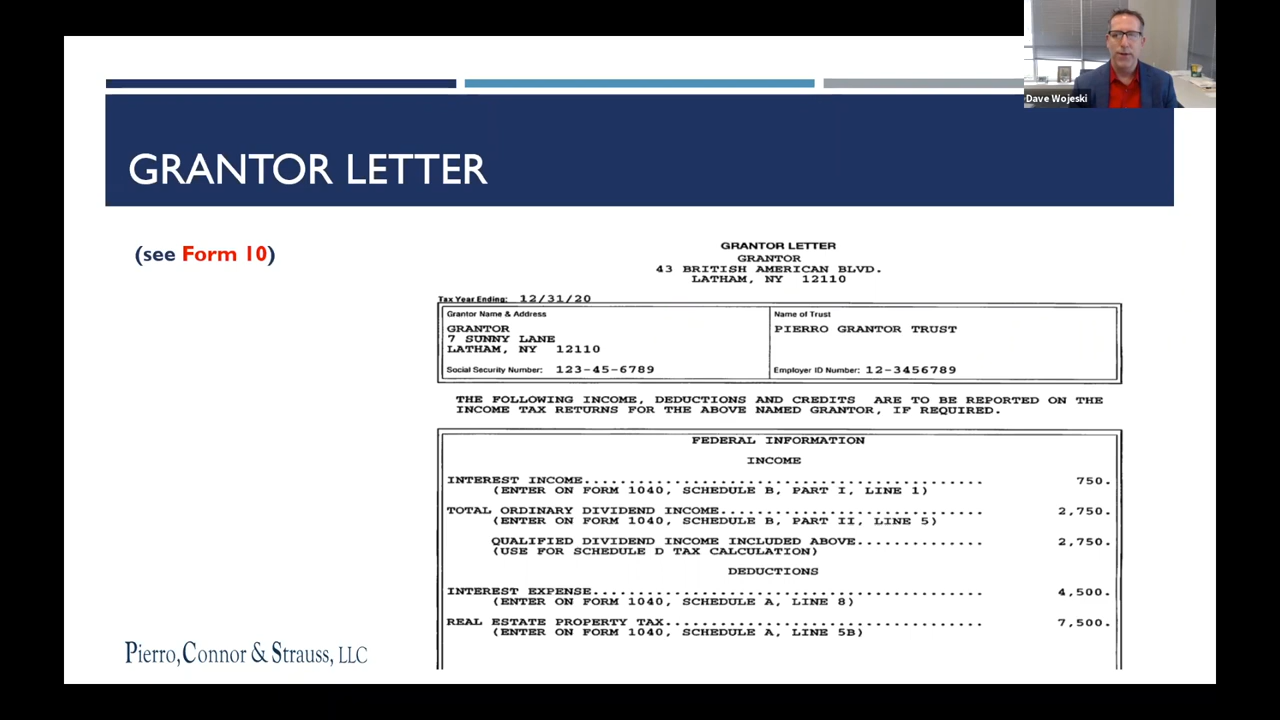 Dave Wojeski
GRANTOR LETTER
(see Form 10)
GRANTOR LETTER
GRANTOR
43 BRITISH AMERICAN BLVD.
LATHAM, NY 12110
Tax Year Ending: 12/31/20
Grantor Name & Address
GRANTOR
7 SUNNY LANE
LATHAM, NY 12110
Social Security Number: 123-45-6789
Name of Trust
PIERRO GRANTOR TRUST
Employer ID Number: 12-3456789
THE FOLLOWING INCOME, DEDUCTIONS AND CREDITS ARE TO BE REPORTED ON THE
INCOME TAX RETURNS FOR THE ABOVE NAMED GRANTOR, IF REQUIRED.
FEDERAL INFORMATION
INCOME
INTEREST INCOME................................................ 750.
(ENTER ON FORM 1040, SCHEDULE B, PART I, LINE 1)
TOTAL ORDINARY DIVIDEND INCOME................................ 2,750.
(ENTER ON FORM 1040, SCHEDULE B, PART II, LINE 5)
QUALIFIED DIVIDEND INCOME INCLUDED ABOVE.............. 2,750.
(USE FOR SCHEDULE D TAX CALCULATION)
DEDUCTIONS
INTEREST EXPENSE............................................... 4,500.
(ENTER ON FORM 1040, SCHEDULE A, LINE 8)
REAL ESTATE PROPERTY TAX...................................... 7,500.
(ENTER ON FORM 1040, SCHEDULE A, LINE 5B)
Pierro, Connor & Strauss, LLC